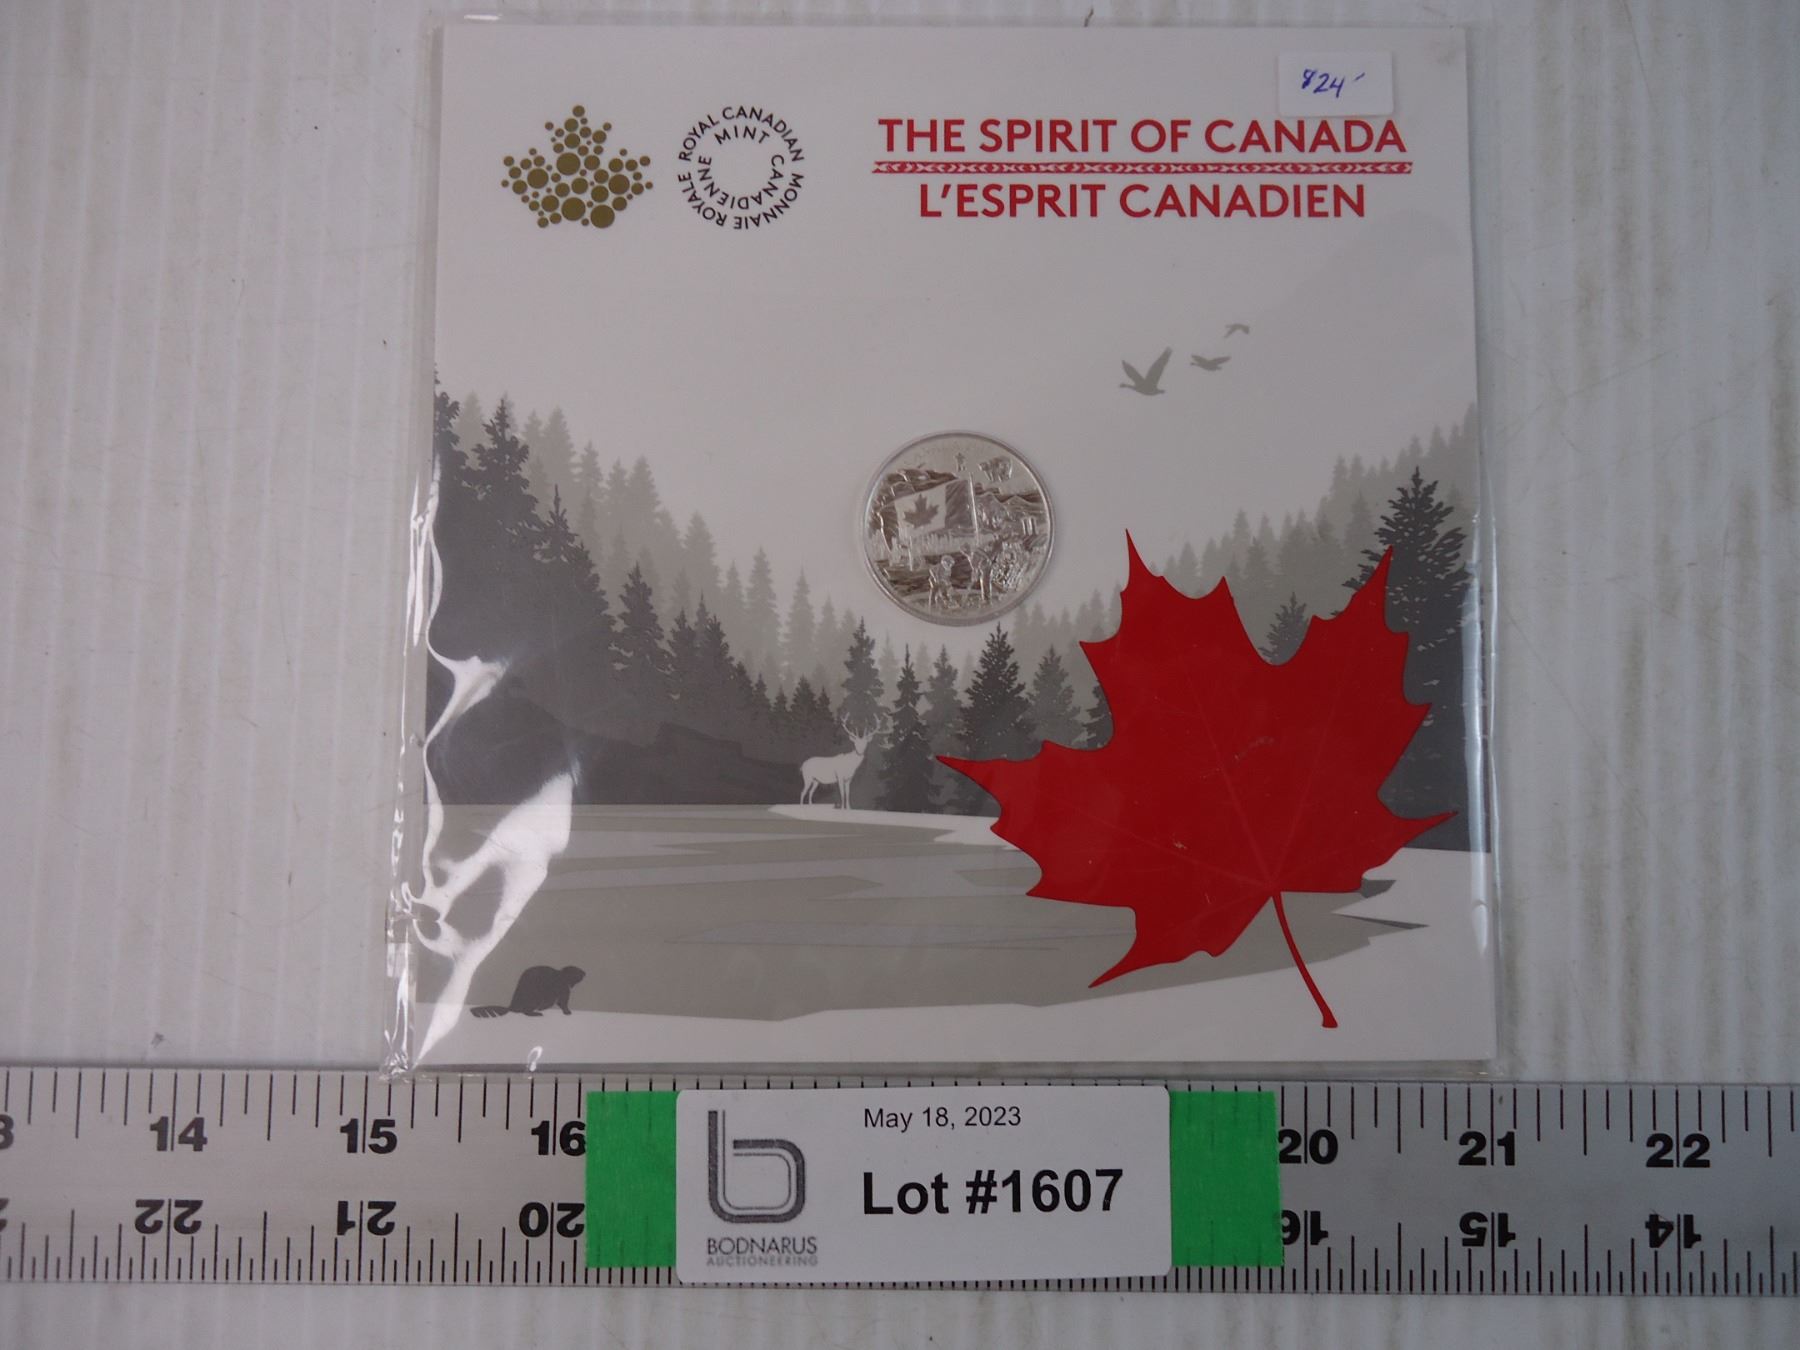 $24
ROYAL CANADIAN MINT
MONNAIE ROYALE CANADIENNE
THE SPIRIT OF CANADA
L'ESPRIT CANADIEN
May 18, 2023
Lot #1607
BODNARUS
AUCTIONEERING
14 15 16 20 21 22
22 21 20 16 15 14